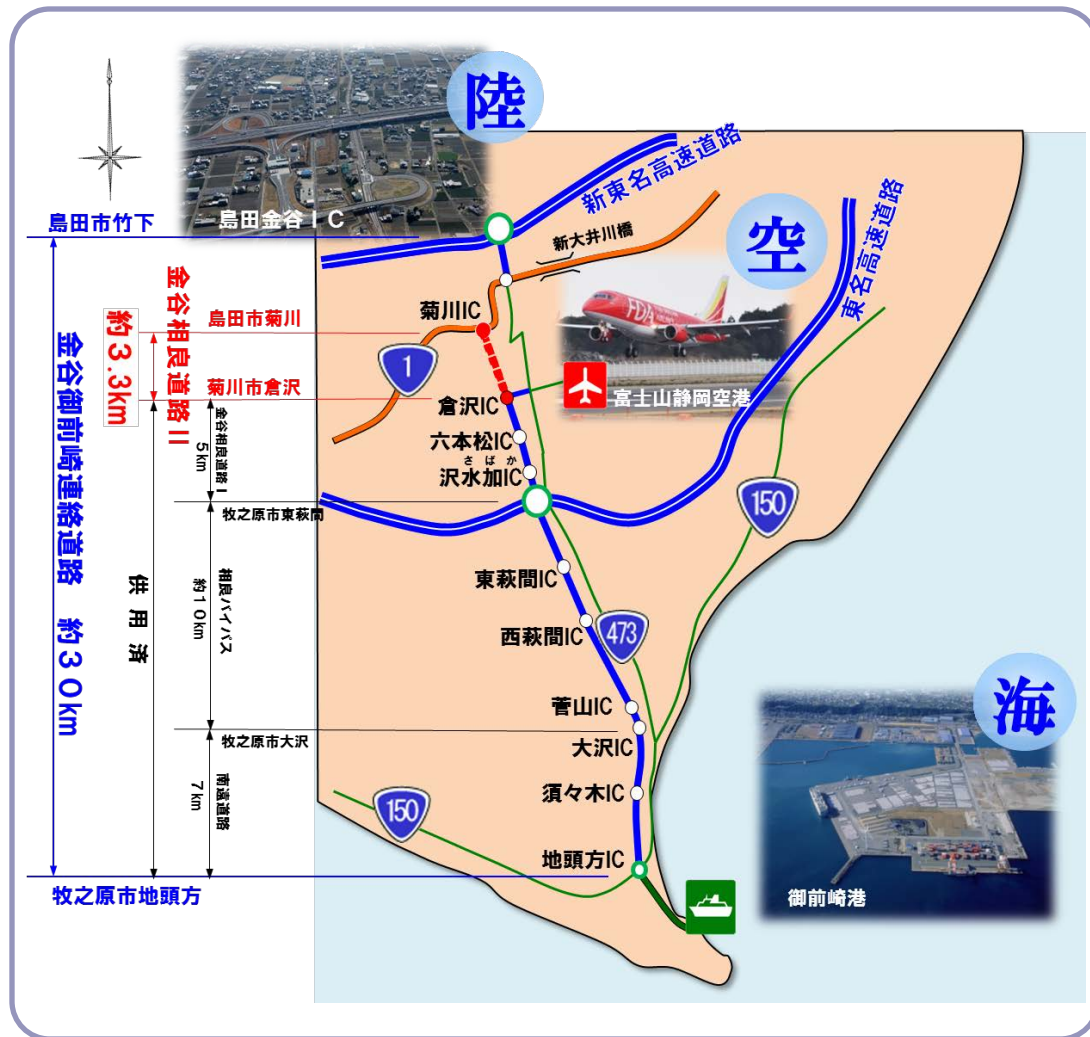 陸
島田金谷IC
新東名高速道路
島田市竹下
空
東名高速道路
新大井川橋
FDA
富士山静岡空港
金谷相良道路Ⅱ
約3.3km
島田市菊川
菊川市倉沢
菊川IC
1
倉沢IC
六本松IC
さばか
沢水加IC
金谷御前崎連絡道路 約30km
金谷相良道路Ⅰ
5km
牧之原市東萩間
150
供用済
相良バイパス
約10km
東萩間IC
西萩間IC
473
菅山IC
大沢IC
牧之原市大沢
海
南遠道路
7km
須々木IC
150
地頭方IC
牧之原市地頭方
御前崎港